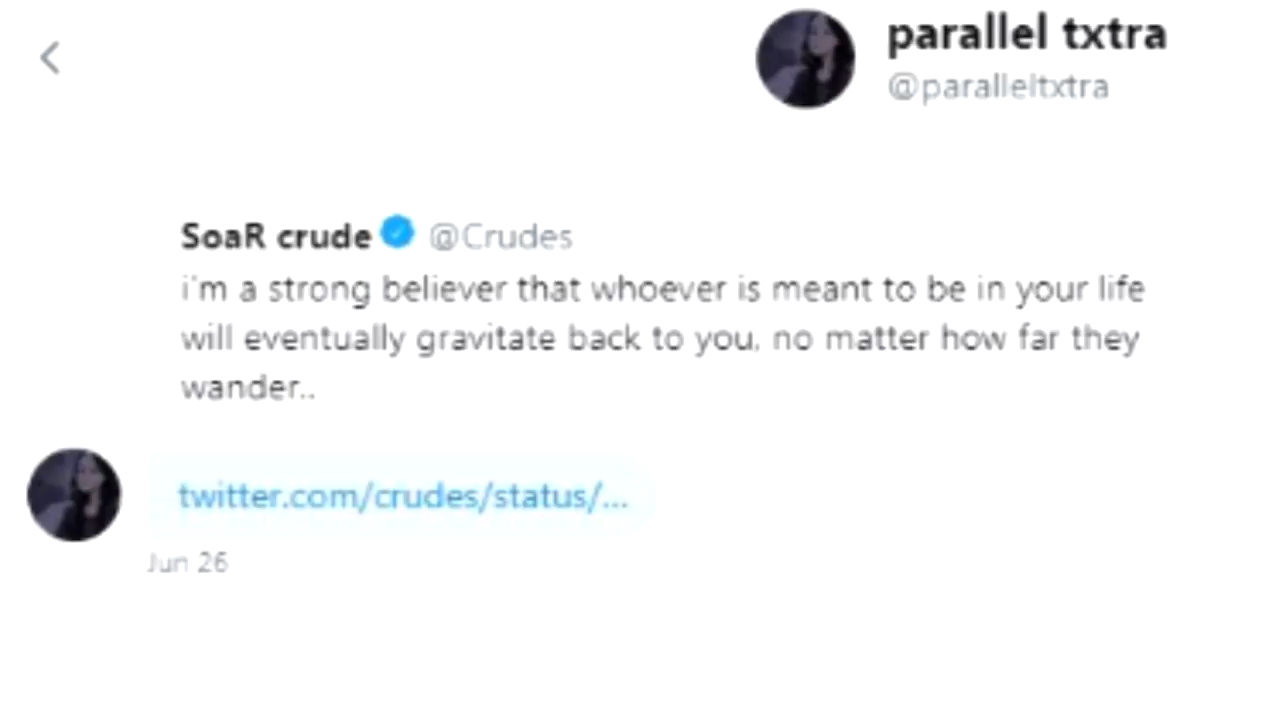 parallel txtra
@paralleltxtra
SoaR crude @Crudes
i'm a strong believer that whoever is meant to be in your life
will eventually gravitate back to you, no matter how far they
wander..
twitter.com/crudes/status/...
Jun 26